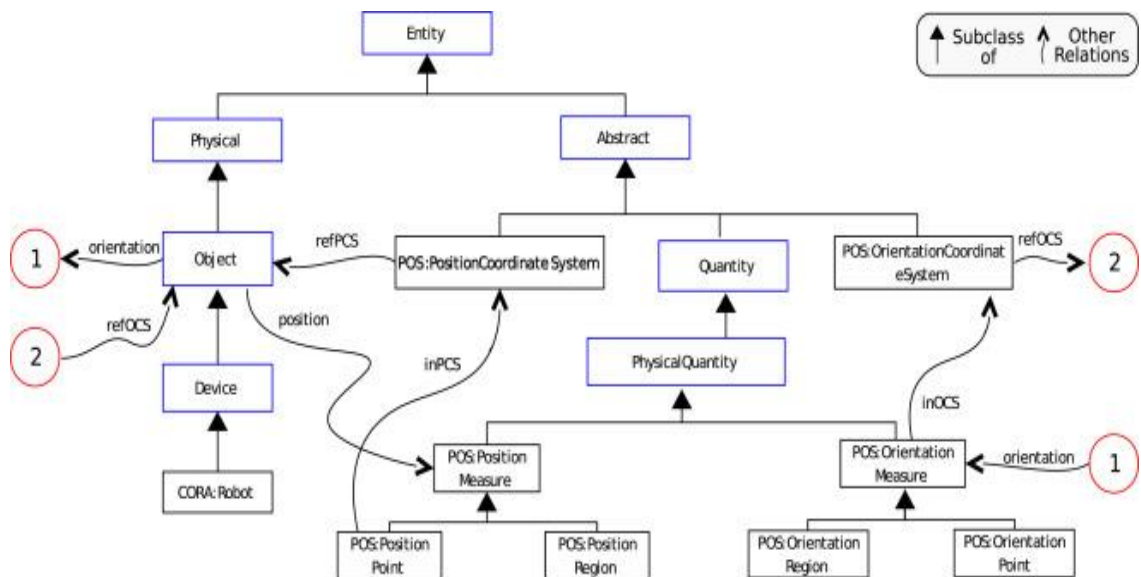 Entity
Subclass of
Other Relations
Physical
Abstract
1
orientation
Object
refPCS
POS:PositionCoordinate System
Quantity
POS:OrientationCoordinat
eSystem
refOCS
2
2
refOCS
position
inPCS
PhysicalQuantity
Device
inOCS
POS:Position
Measure
POS:Orientation
Measure
orientation
1
CORA:Robot
POS:Position
Point
POS:Position
Region
POS:Orientation
Region
POS:Orientation
Point